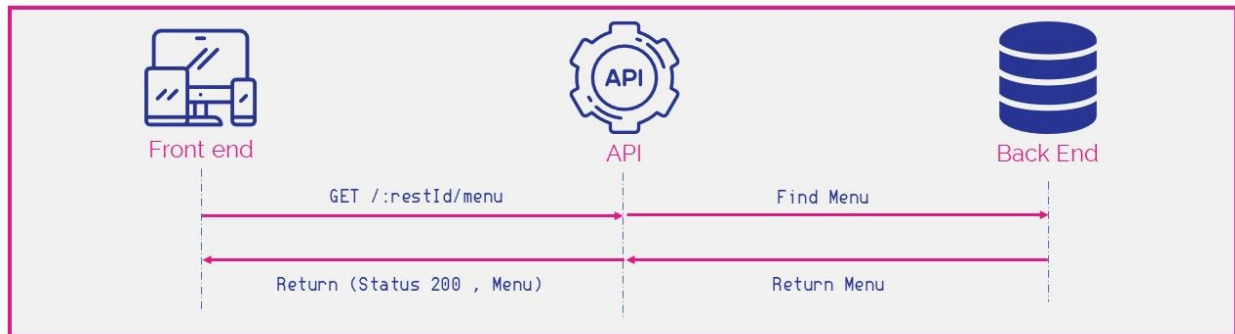 API
Front end
API
Back End
GET /:restId/menu
Find Menu
Return (Status 200 , Menu)
Return Menu